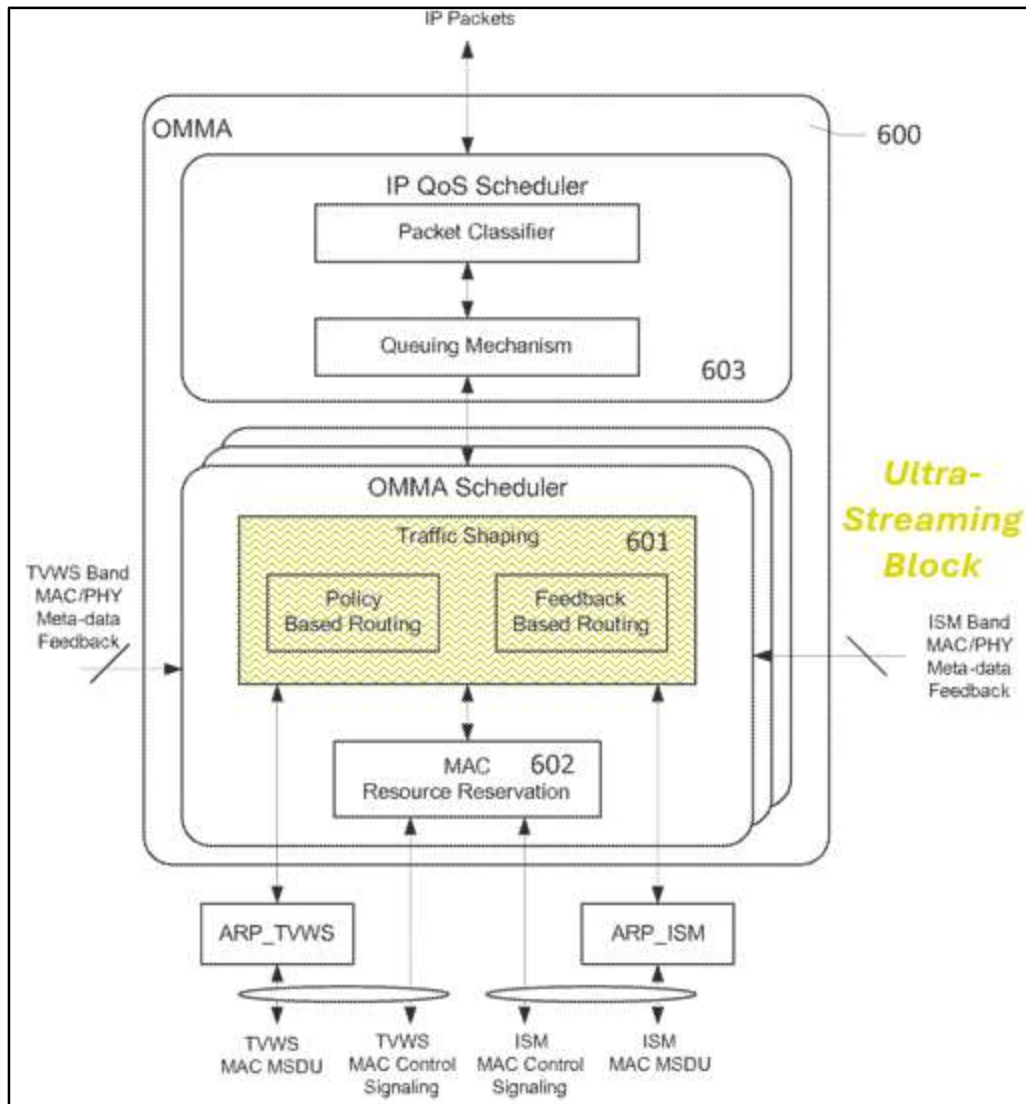 IP Packets
OMMA
600
IP QoS Scheduler
Packet Classifier
Queuing Mechanism
603
OMMA Scheduler
Traffic Shaping
601
Policy
Based Routing
Feedback
Based Routing
Ultra-
Streaming
Block
TVWS Band
MAC/PHY
Meta-data
Feedback
ISM Band
MAC/PHY
Meta-data
Feedback
MAC
602
Resource Reservation
ARP_TVWS
ARP_ISM
TVWS
MAC MSDU
TVWS
MAC Control
Signaling
ISM
MAC Control
Signaling
ISM
MAC MSDU